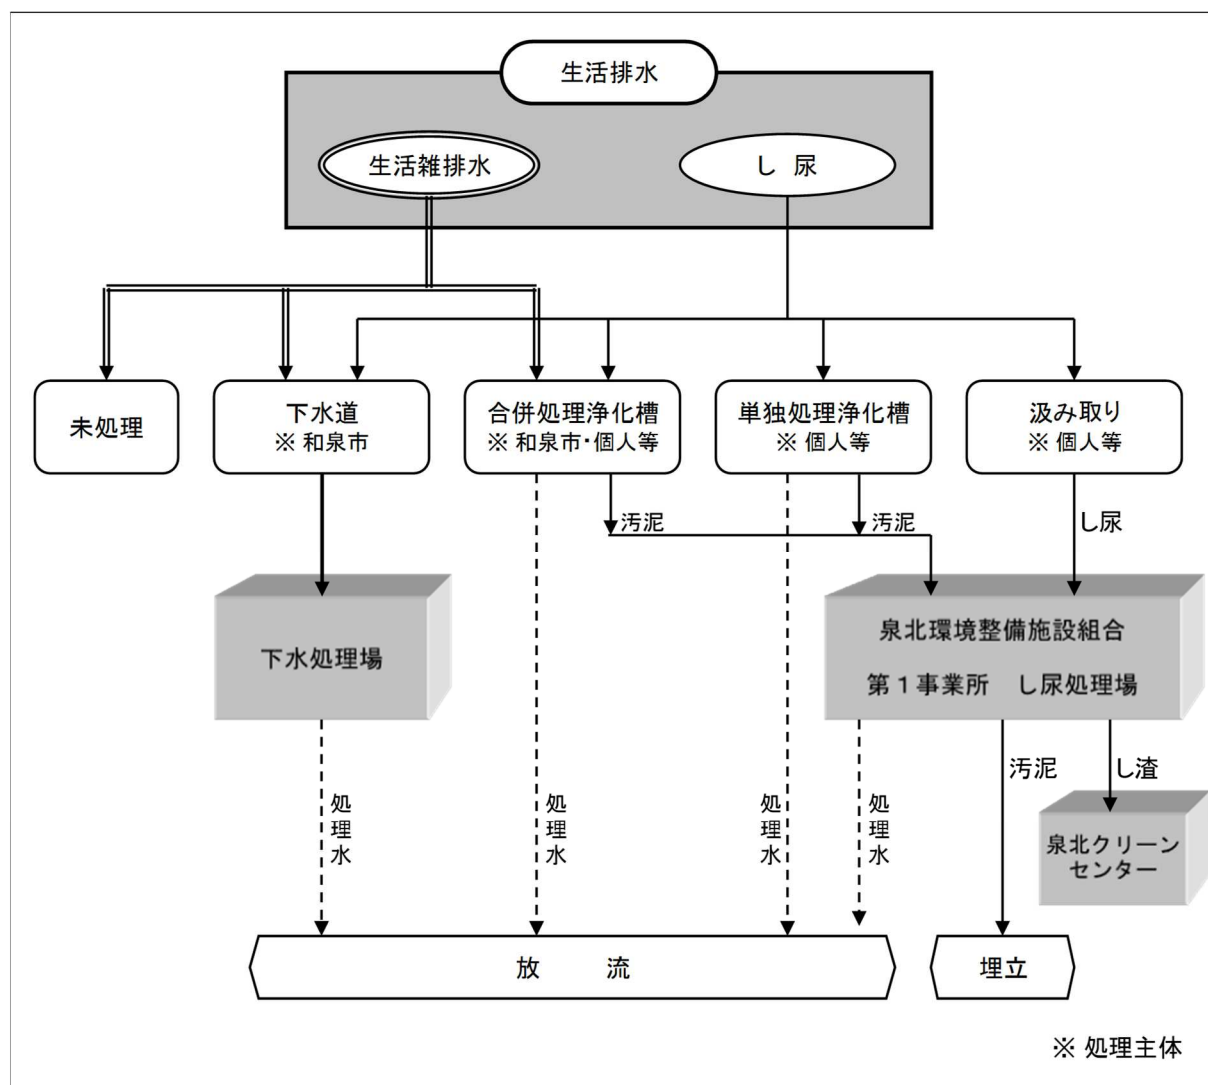 生活排水
生活雑排水
し 尿
未処理
下水道
※ 和泉市
合併処理浄化槽
※ 和泉市・個人等
単独処理浄化槽
※ 個人等
汲み取り
※ 個人等
汚泥
汚泥
し尿
下水処理場
泉北環境整備施設組合
第1事業所 し尿処理場
汚泥
し渣
処理水
処理水
処理水
処理水
泉北クリーン
センター
放 流
埋立
※ 処理主体